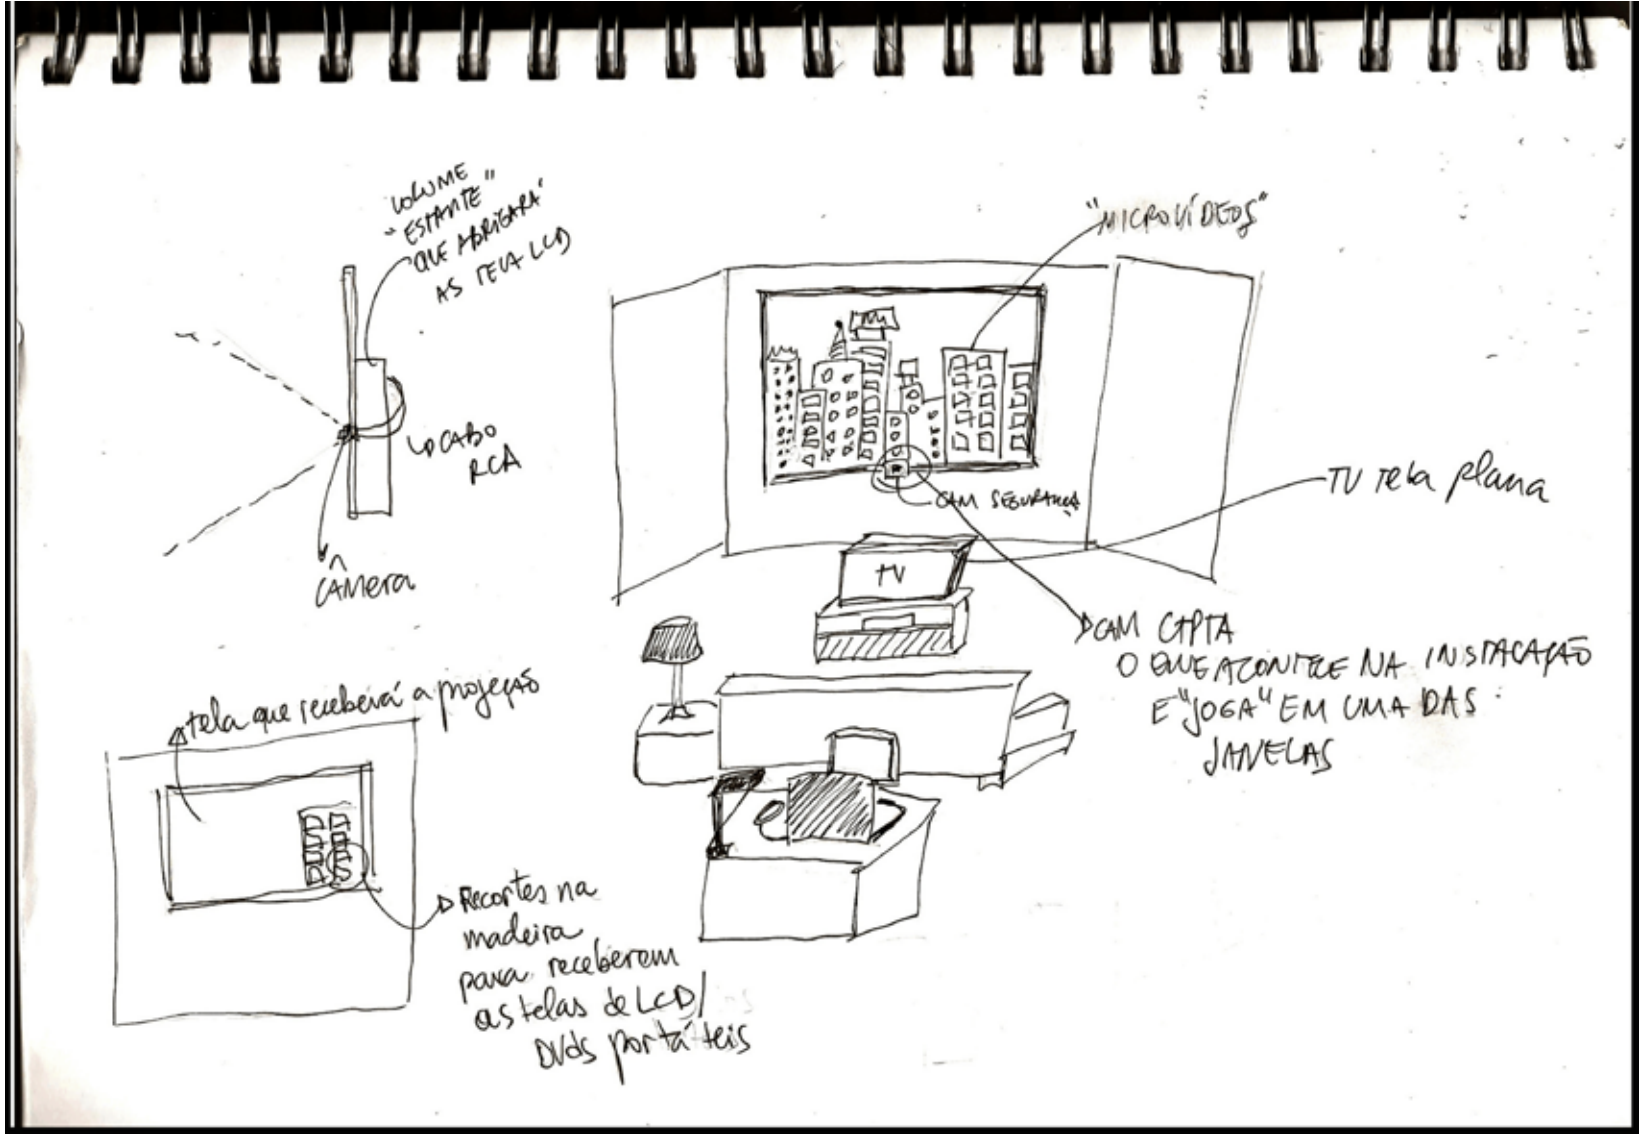 VOLUME
"ESTANTE"
QUE ABRIGARÁ
AS TELA LCD
CABO
RCA
CÂMERA
"MICROVÍDEOS"
CAM SEGURANÇA
TV tela plana
TV
CAM CAPTA
O QUE ACONTECE NA INSTALAÇÃO
E "JOGA" EM UMA DAS
JANELAS
tela que receberá a projeção
Recortes na
madeira
para receberem
as telas de LCD/
DVDs portáteis